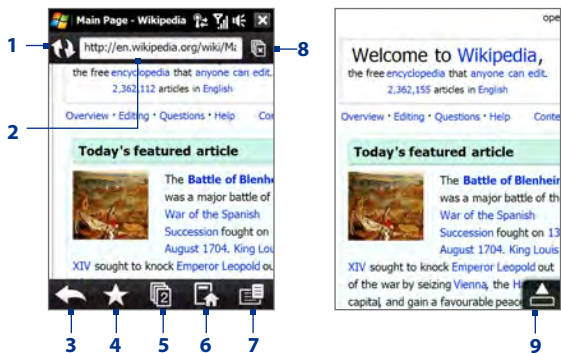 Main Page - Wikipedia
1
http://en.wikipedia.org/wiki/Ma
8
2
the free encyclopedia that anyone can edit.
2,362,112 articles in English
Overview · Editing · Questions · Help Con
Today's featured article
The Battle of Blenhe
was a major battle of
War of the Spanish
Succession fought on
August 1704. King Lou
XIV sought to knock Emperor Leopold ou
2
3
4
5
6
7
ope
Welcome to Wikipedia,
the free encyclopedia that anyone can edit.
2,362,155 articles in English
Overview · Editing · Questions · Help Conte
Today's featured article
The Battle of Blenheir
was a major battle of th
War of the Spanish
Succession fought on 13
August 1704. King Louis
XIV sought to knock Emperor Leopold out
of the war by seizing Vienna, the Ha
capital, and gain a favourable peace
9